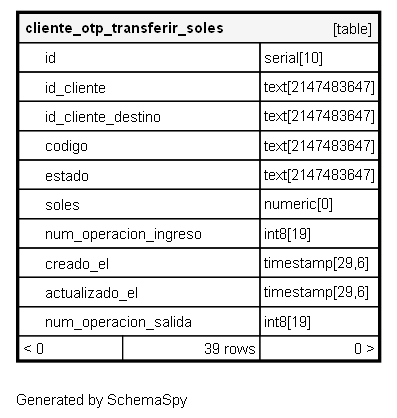 cliente_otp_transferir_soles [table]
id serial[10]
id_cliente text[2147483647]
id_cliente_destino text[2147483647]
codigo text[2147483647]
estado text[2147483647]
soles numeric[0]
num_operacion_ingreso int8[19]
creado_el timestamp[29,6]
actualizado_el timestamp[29,6]
num_operacion_salida int8[19]
< 0 39 rows 0 >
Generated by SchemaSpy